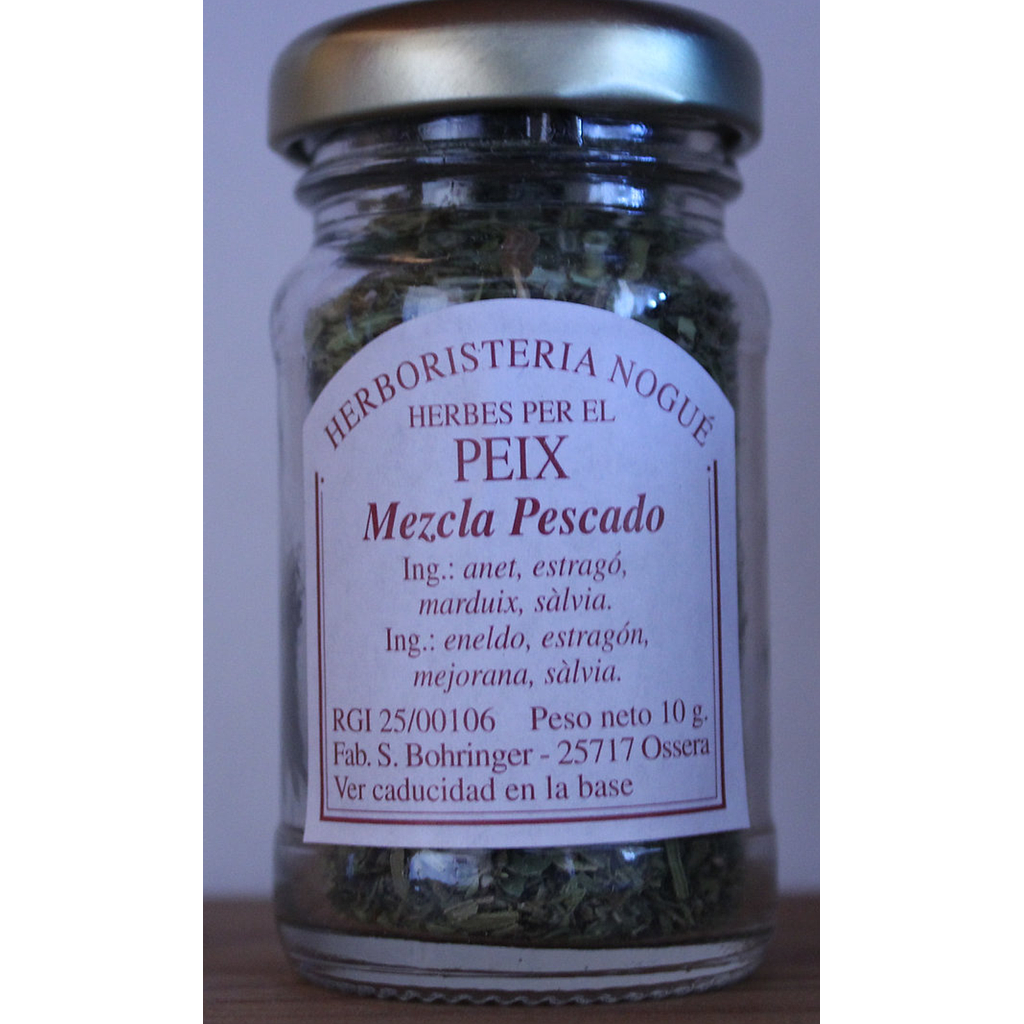 HERBORISTERIA NOGUÉ
HERBES PER EL
PEIX
Mezcla Pescado
Ing.: anet, estragó,
marduix, sàlvia.
Ing.: eneldo, estragón,
mejorana, sàlvia.
RGI 25/00106 Peso neto 10 g.
Fab. S. Bohringer - 25717 Ossera
Ver caducidad en la base